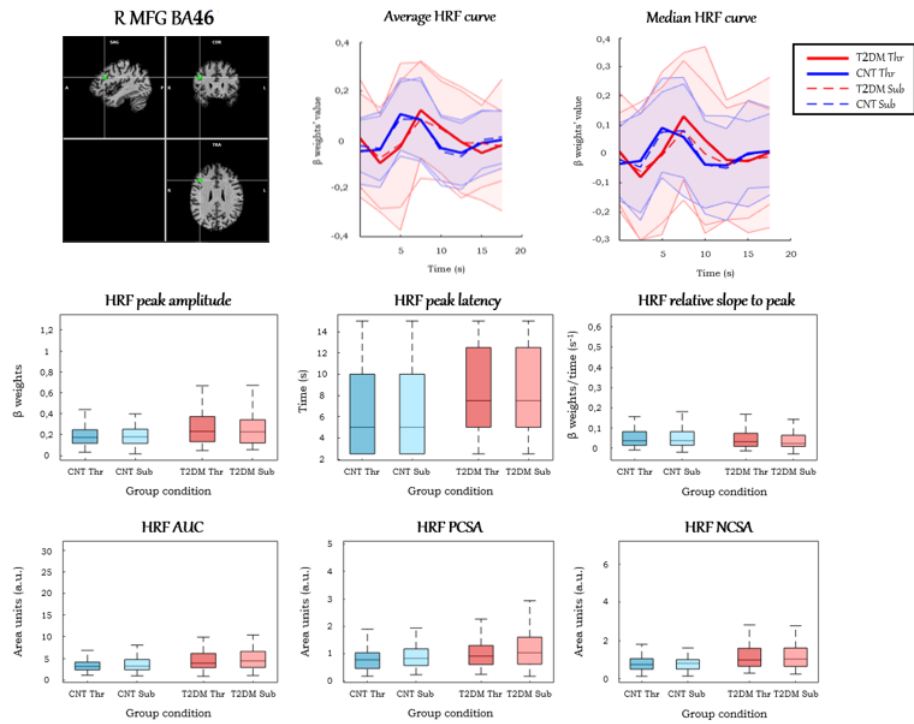 R MFG BA46
SAG
COR
A
P
R
L
TRA
R
L
Average HRF curve
β weights' value
0,4
0,2
0
-0,2
-0,4
5
10
15
20
Time (s)
Median HRF curve
β weights' value
0,4
0,3
0,2
0,1
0
-0,1
-0,2
0,3
5
10
15
20
Time (s)
T2DM Thr
CNT Thr
T2DM Sub
CNT Sub
HRF peak amplitude
β weights
1,2
1
0,8
0,6
0,4
0,2
0
CNT Thr CNT Sub T2DM Thr T2DM Sub
Group condition
HRF peak latency
Time (s)
14
12
10
8
6
4
2
CNT Thr CNT Sub T2DM Thr T2DM Sub
Group condition
HRF relative slope to peak
β weights/time (s⁻¹)
0,6
0,5
0,4
0,3
0,2
0,1
0
CNT Thr CNT Sub T2DM Thr T2DM Sub
Group condition
HRF AUC
Area units (a.u.)
30
25
20
15
10
5
0
CNT Thr CNT Sub T2DM Thr T2DM Sub
Group condition
HRF PCSA
Area units (a.u.)
5
4
3
2
1
0
CNT Thr CNT Sub T2DM Thr T2DM Sub
Group condition
HRF NCSA
Area units (a.u.)
6
4
2
0
CNT Thr CNT Sub T2DM Thr T2DM Sub
Group condition